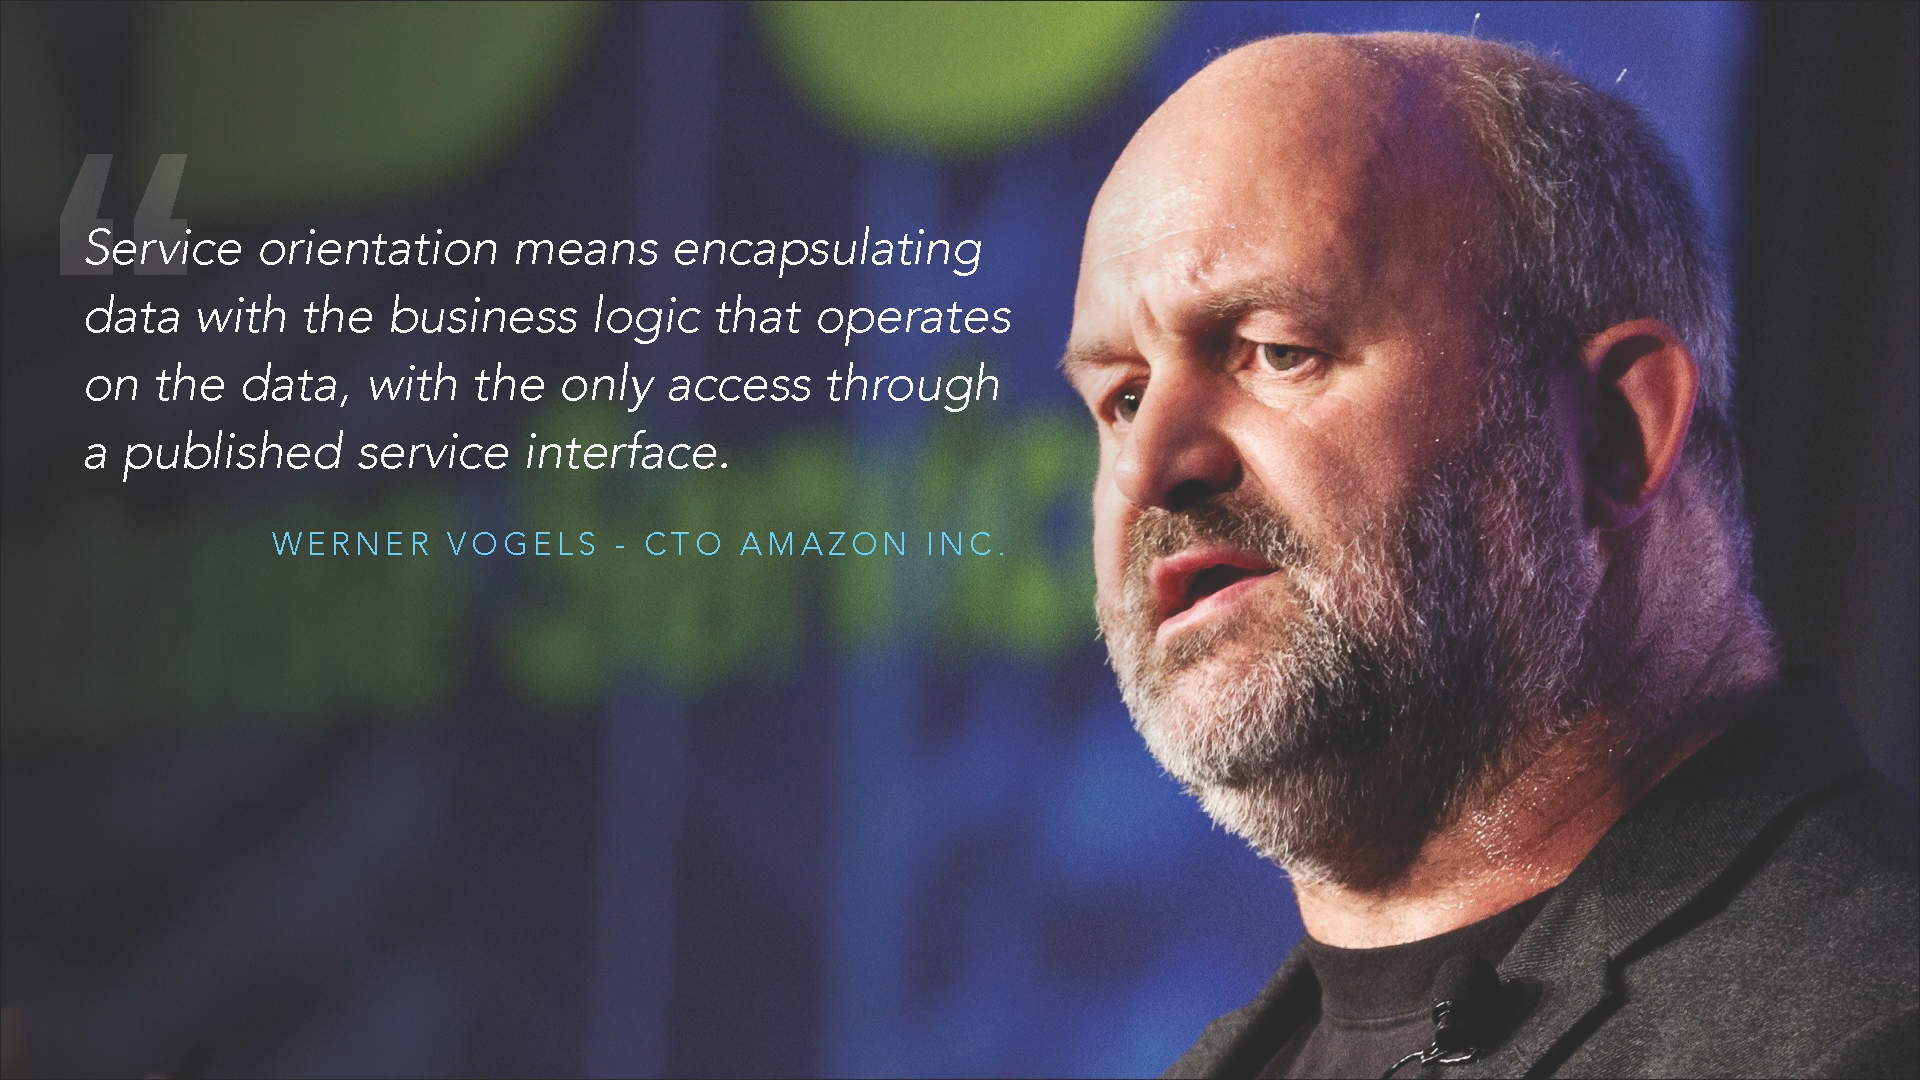 “
Service orientation means encapsulating
data with the business logic that operates
on the data, with the only access through
a published service interface.
WERNER VOGELS - CTO AMAZON INC.